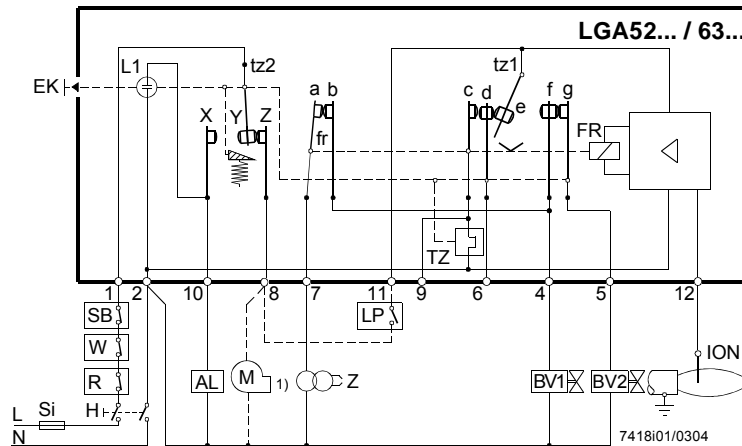 LGA52... / 63...
L1
tz2
tz1
EK
X
Y
Z
a
b
fr
c
d
e
f
g
FR
TZ
1
2
10
8
7
11
9
6
4
5
12
SB
LP
W
ION
R
AL
M
1)
Z
BV1
BV2
L
Si
H
N
7418i01/0304